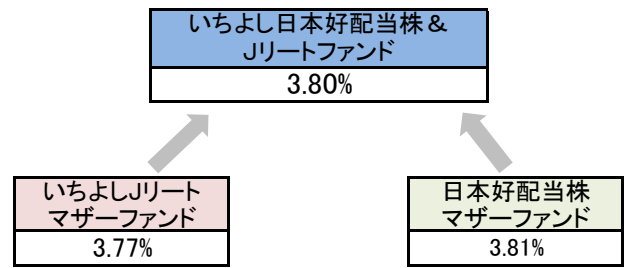 いちよし日本好配当株＆
Jリートファンド
3.80%
いちよしJリート
マザーファンド
3.77%
日本好配当株
マザーファンド
3.81%